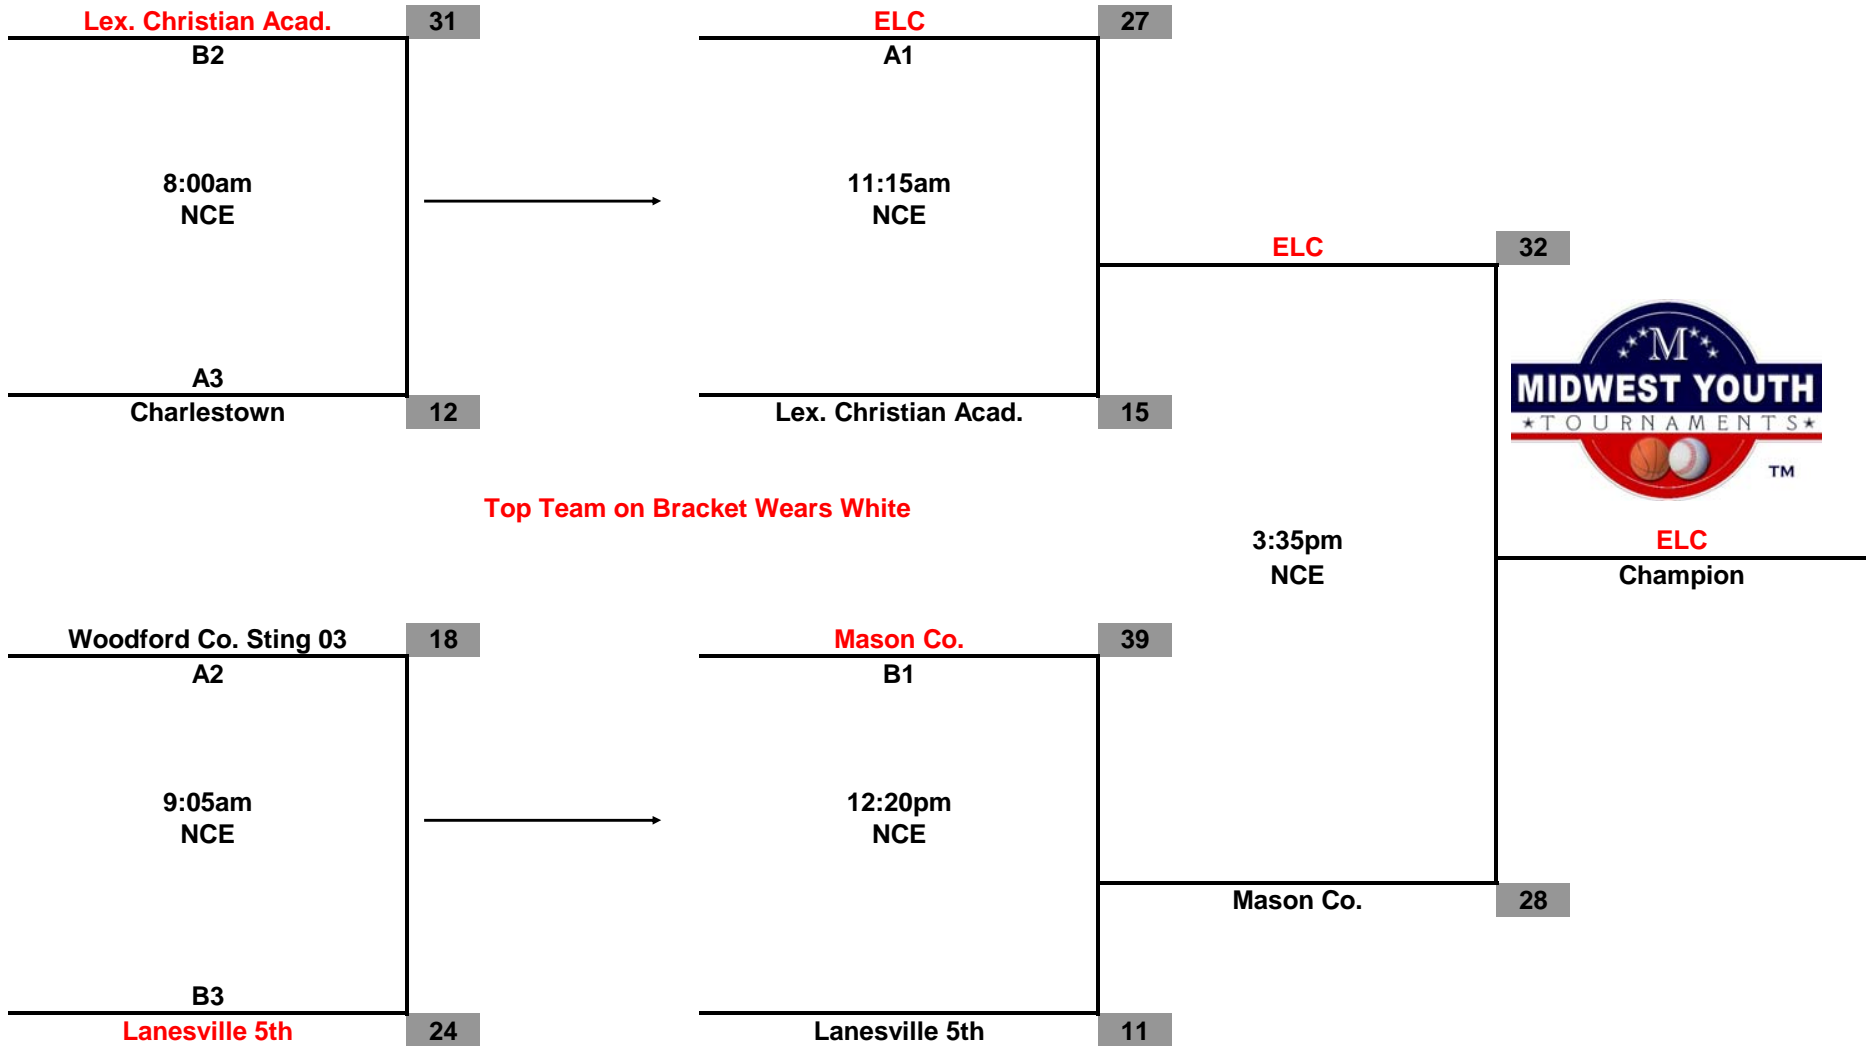 Lex. Christian Acad. 31
B2
8:00am
NCE
A3
Charlestown 12
ELC 27
A1
11:15am
NCE
Lex. Christian Acad. 15
ELC 32
M
MIDWEST YOUTH
★TOURNAMENTS★
TM
Top Team on Bracket Wears White
3:35pm
NCE
ELC
Champion
Woodford Co. Sting 03 18
A2
9:05am
NCE
B3
Lanesville 5th 24
Mason Co. 39
B1
12:20pm
NCE
Lanesville 5th 11
Mason Co. 28